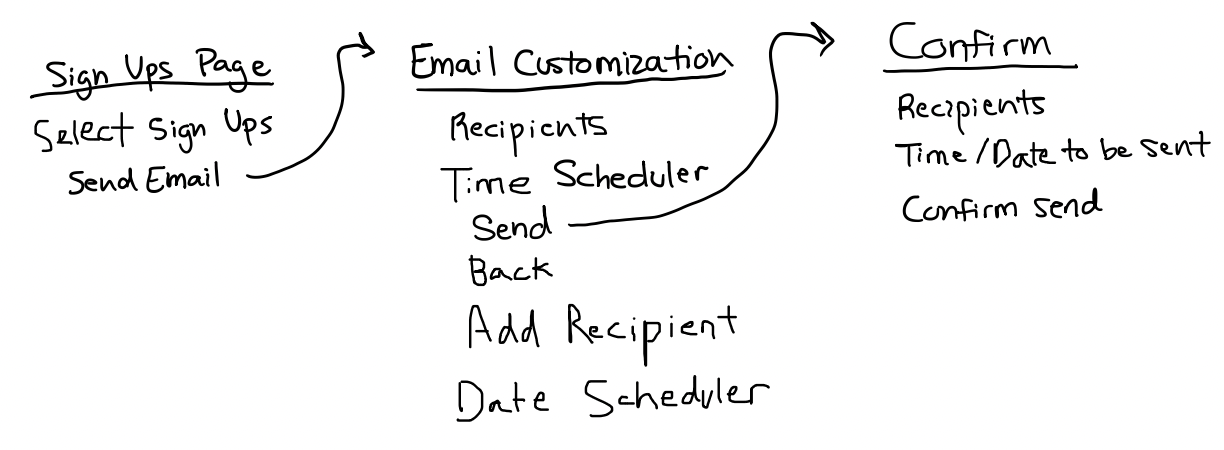 Sign Ups Page
Select Sign Ups
Send Email
Email Customization
Recipients
Time Scheduler
Send
Back
Add Recipient
Date Scheduler
Confirm
Recipients
Time/Date to be sent
Confirm send